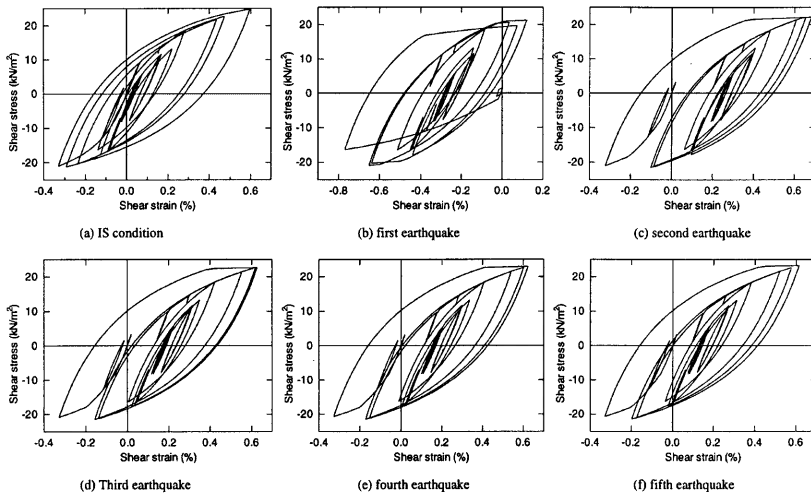 Shear stress (kN/m²)
20
10
0
-10
-20
-0.4 -0.2 0.0 0.2 0.4 0.6
Shear strain (%)
(a) IS condition
Shear stress (kN/m²)
20
10
0
-10
-20
-0.8 -0.6 -0.4 -0.2 0.0 0.2
Shear strain (%)
(b) first earthquake
Shear stress (kN/m²)
20
10
0
-10
-20
-0.4 -0.2 0.0 0.2 0.4 0.6
Shear strain (%)
(c) second earthquake
Shear stress (kN/m²)
20
10
0
-10
-20
-0.4 -0.2 0.0 0.2 0.4 0.6
Shear strain (%)
(d) Third earthquake
Shear stress (kN/m²)
20
10
0
-10
-20
-0.4 -0.2 0.0 0.2 0.4 0.6
Shear strain (%)
(e) fourth earthquake
Shear stress (kN/m²)
20
10
0
-10
-20
-0.4 -0.2 0.0 0.2 0.4 0.6
Shear strain (%)
(f) fifth earthquake